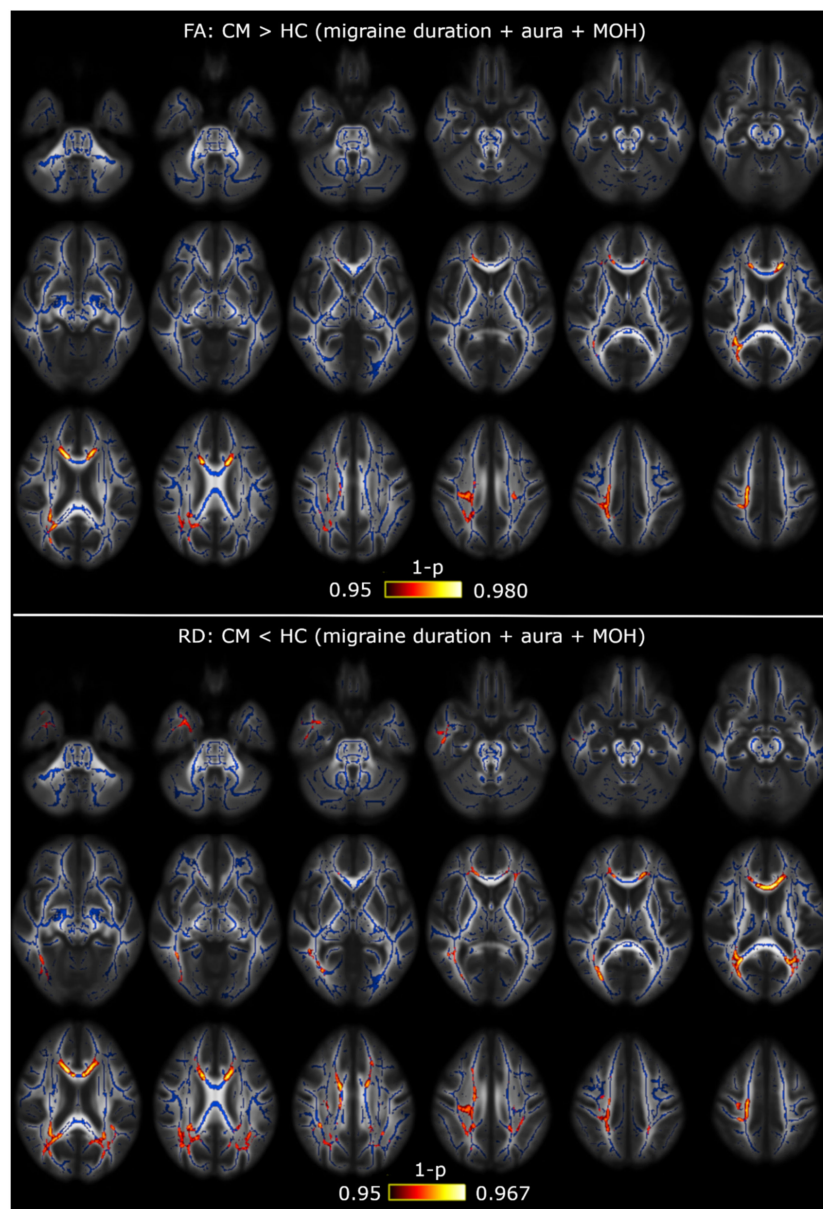 FA: CM > HC (migraine duration + aura + MOH)
1-p
0.95 0.980
RD: CM < HC (migraine duration + aura + MOH)
1-p
0.95 0.967